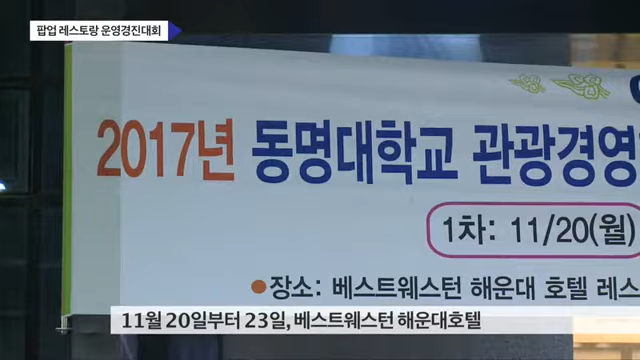 팝업 레스토랑 운영경진대회
2017년 동명대학교 관광경영
1차: 11/20(월)
●장소: 베스트웨스턴 해운대 호텔 레스
11월 20일부터 23일, 베스트웨스턴 해운대호텔